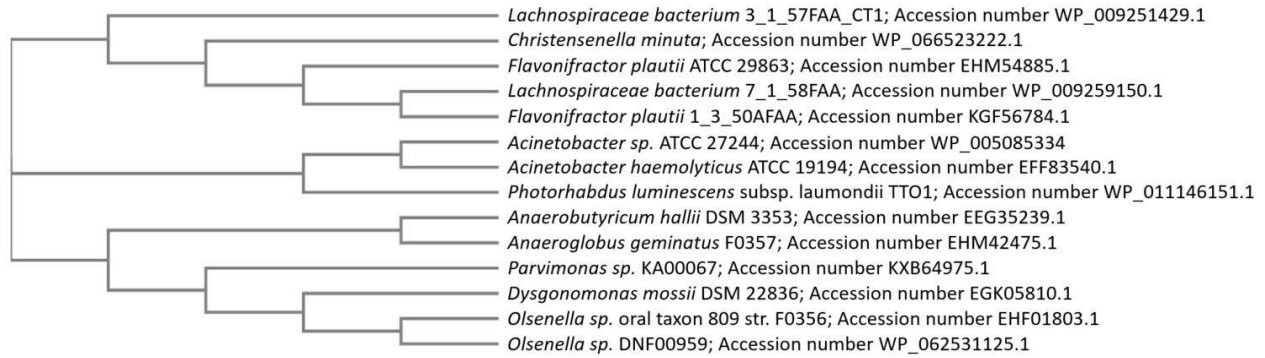 Lachnospiraceae bacterium 3_1_57FAA_CT1; Accession number WP_009251429.1
Christensenella minuta; Accession number WP_066523222.1
Flavonifractor plautii ATCC 29863; Accession number EHM54885.1
Lachnospiraceae bacterium 7_1_58FAA; Accession number WP_009259150.1
Flavonifractor plautii 1_3_50AFAA; Accession number KGF56784.1
Acinetobacter sp. ATCC 27244; Accession number WP_005085334
Acinetobacter haemolyticus ATCC 19194; Accession number EFF83540.1
Photorhabdus luminescens subsp. laumondii TTO1; Accession number WP_011146151.1
Anaerobutyricum hallii DSM 3353; Accession number EEG35239.1
Anaeroglobus geminatus F0357; Accession number EHM42475.1
Parvimonas sp. KA00067; Accession number KXB64975.1
Dysgonomonas mossii DSM 22836; Accession number EGK05810.1
Olsenella sp. oral taxon 809 str. F0356; Accession number EHF01803.1
Olsenella sp. DNF00959; Accession number WP_062531125.1